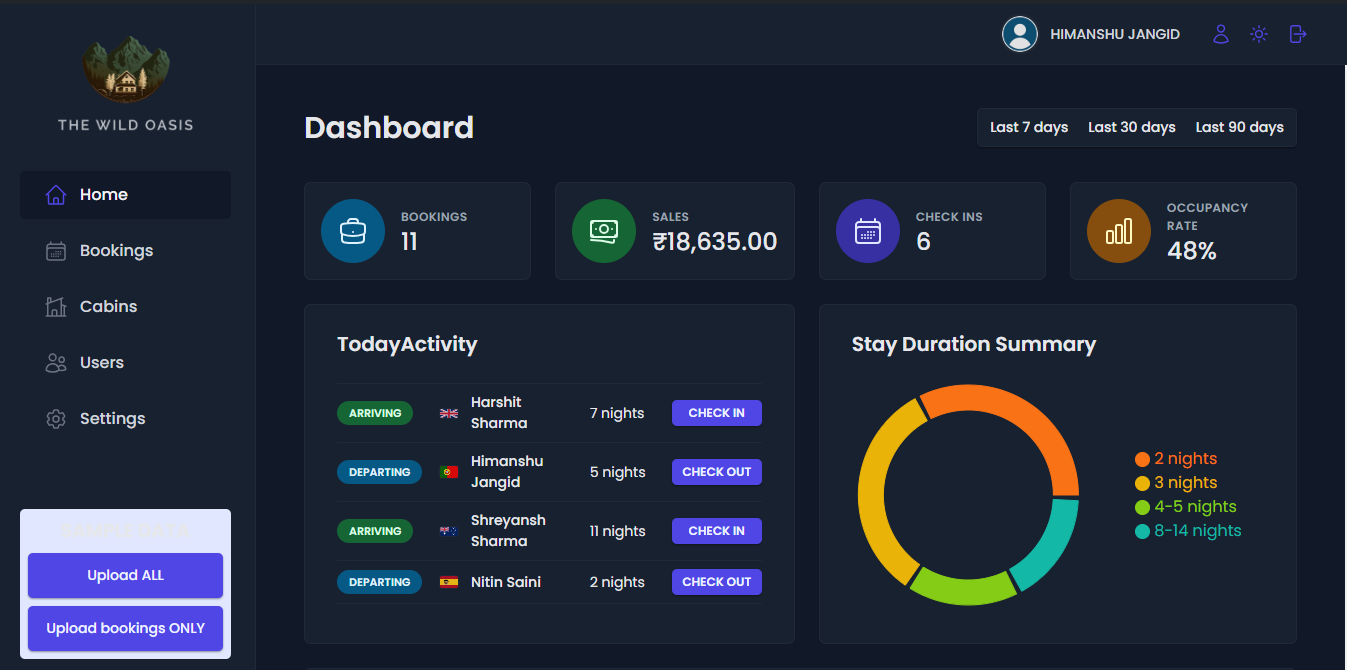 THE WILD OASIS
Home
Bookings
Cabins
Users
Settings
SAMPLE DATA
Upload ALL
Upload bookings ONLY
HIMANSHU JANGID
Dashboard
Last 7 days Last 30 days Last 90 days
BOOKINGS
11
SALES
₹18,635.00
CHECK INS
6
OCCUPANCY
RATE
48%
TodayActivity
ARRIVING Harshit Sharma 7 nights CHECK IN
DEPARTING Himanshu Jangid 5 nights CHECK OUT
ARRIVING Shreyansh Sharma 11 nights CHECK IN
DEPARTING Nitin Saini 2 nights CHECK OUT
Stay Duration Summary
2 nights
3 nights
4-5 nights
8-14 nights